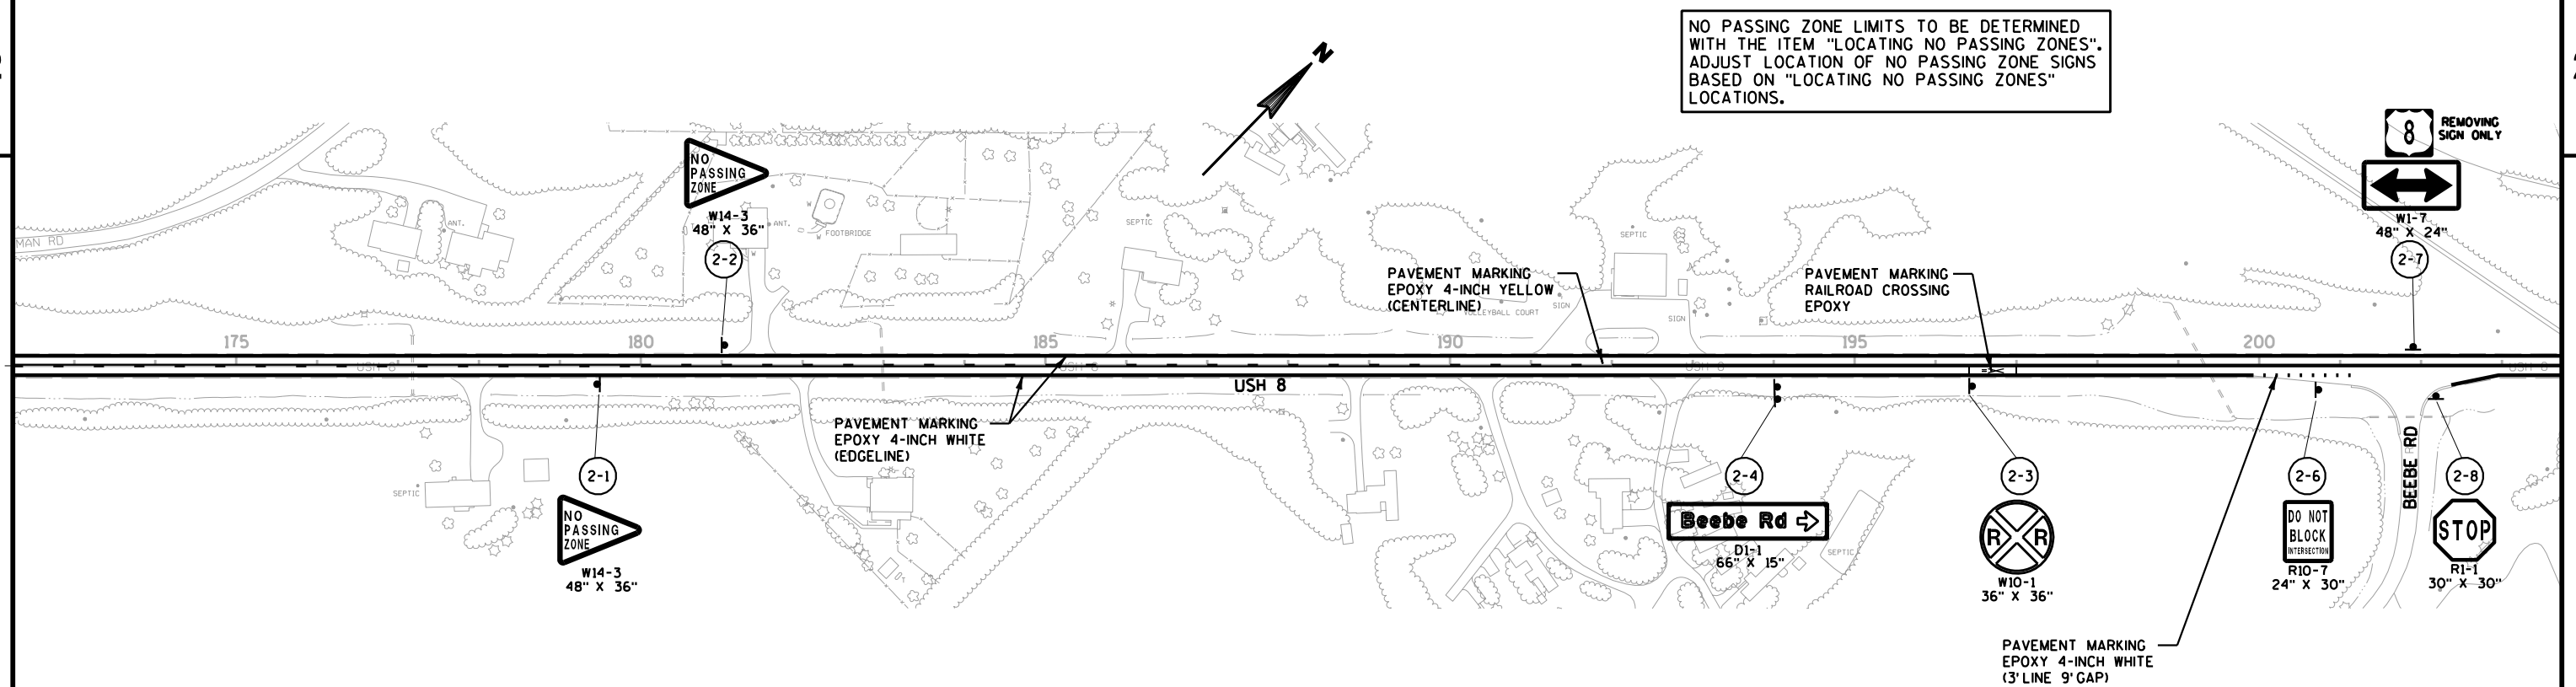 NO PASSING ZONE LIMITS TO BE DETERMINED
WITH THE ITEM "LOCATING NO PASSING ZONES".
ADJUST LOCATION OF NO PASSING ZONE SIGNS
BASED ON "LOCATING NO PASSING ZONES"
LOCATIONS.
N
8
REMOVING
SIGN ONLY
W1-7
48" X 24"
2-7
NO
PASSING
ZONE
W14-3
48" X 36"
2-2
ANT.
ANT.
W
W
W
FOOTBRIDGE
SEPTIC
SEPTIC
MAN RD
PAVEMENT MARKING
EPOXY 4-INCH YELLOW
(CENTERLINE)
VOLLEYBALL COURT
SIGN
SIGN
PAVEMENT MARKING
RAILROAD CROSSING
EPOXY
175
180
185
190
195
200
USH 8
USH 8
USH 8
USH 8
USH 8
PAVEMENT MARKING
EPOXY 4-INCH WHITE
(EDGELINE)
2-1
NO
PASSING
ZONE
W14-3
48" X 36"
SEPTIC
2-4
Beebe Rd
D1-1
66" X 15"
SEPTIC
2-3
R R
W10-1
36" X 36"
2-6
DO NOT
BLOCK
INTERSECTION
R10-7
24" X 30"
BEEBE RD
2-8
STOP
R1-1
30" X 30"
PAVEMENT MARKING
EPOXY 4-INCH WHITE
(3' LINE 9' GAP)